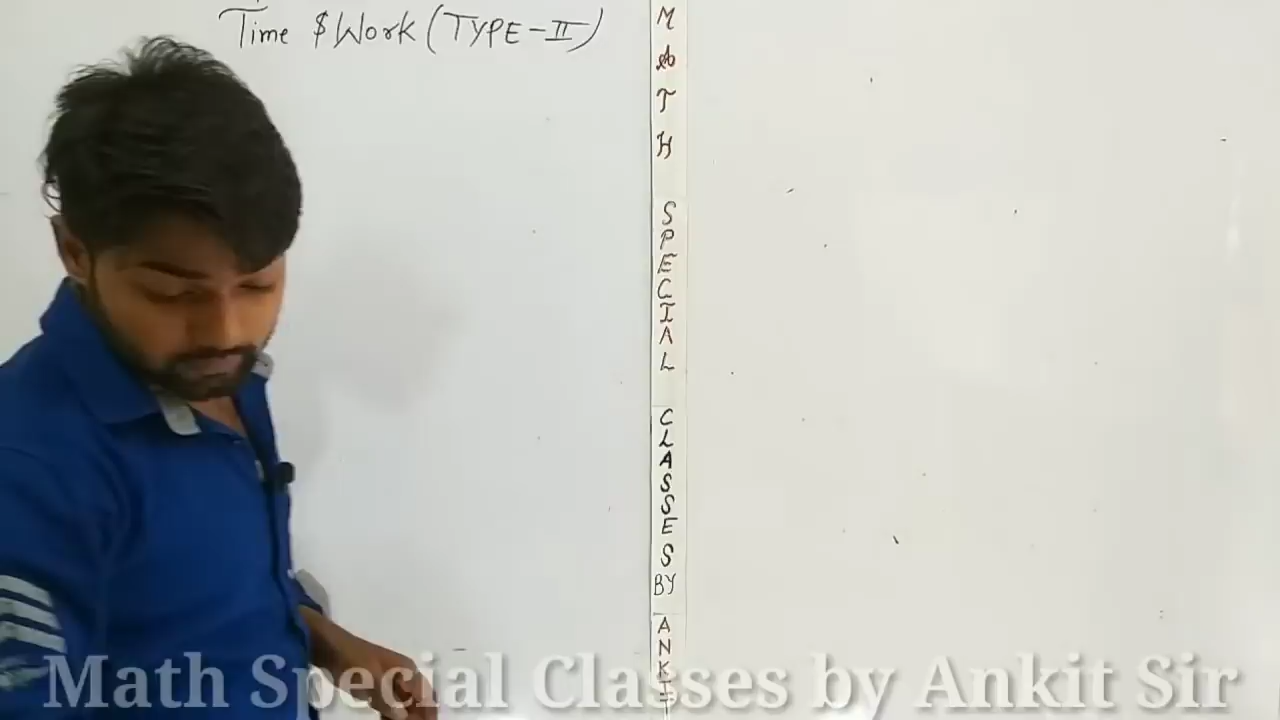 Time $ Work (TYPE-II)
MATH SPECIAL CLASSES BY ANKIT
Math Special Classes by Ankit Sir